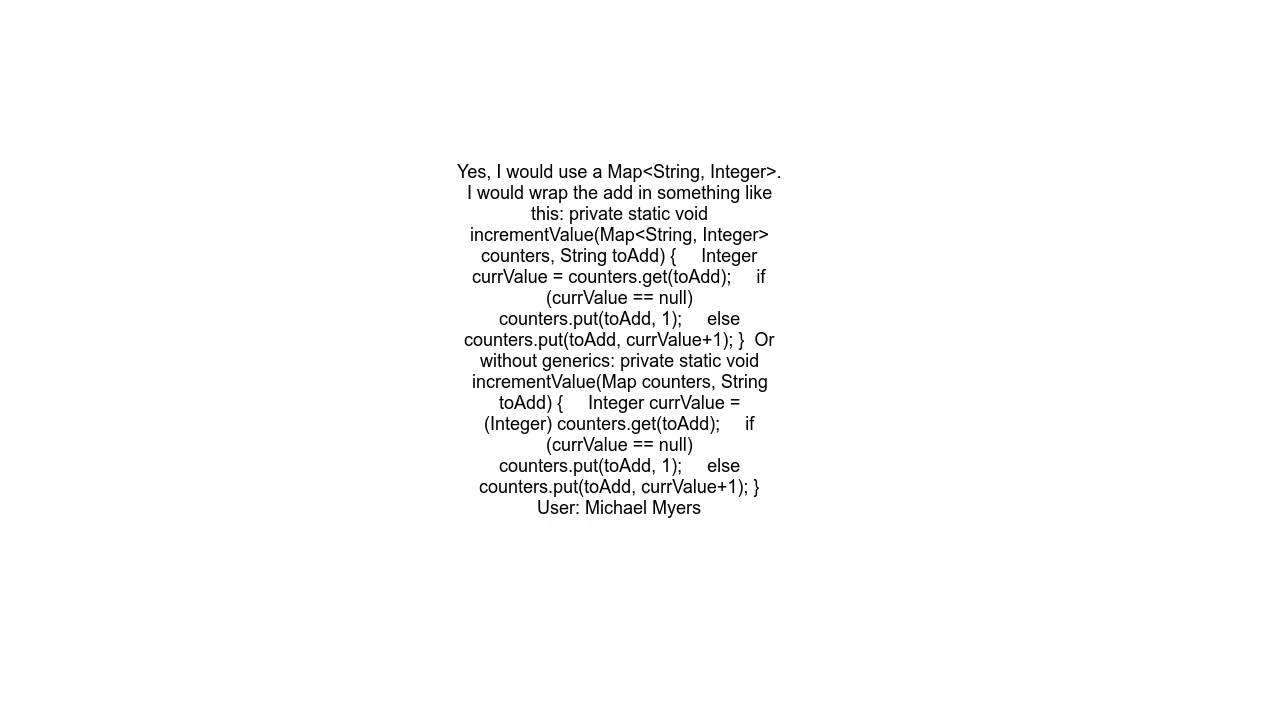 Yes, I would use a Map<String, Integer>.
I would wrap the add in something like
this: private static void
incrementValue(Map<String, Integer>
counters, String toAdd) {     Integer
currValue = counters.get(toAdd);     if
(currValue == null)
counters.put(toAdd, 1);     else
counters.put(toAdd, currValue+1); }  Or
without generics: private static void
incrementValue(Map counters, String
toAdd) {     Integer currValue =
(Integer) counters.get(toAdd);     if
(currValue == null)
counters.put(toAdd, 1);     else
counters.put(toAdd, currValue+1); }
User: Michael Myers